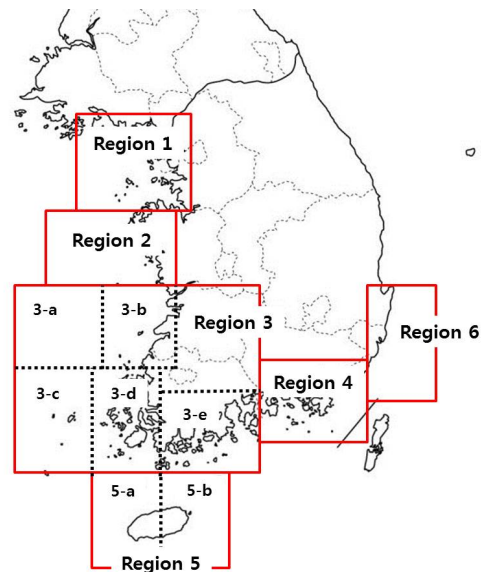 Region 1
Region 2
3-a
3-b
Region 3
Region 6
3-c
3-d
Region 4
3-e
5-a
5-b
Region 5